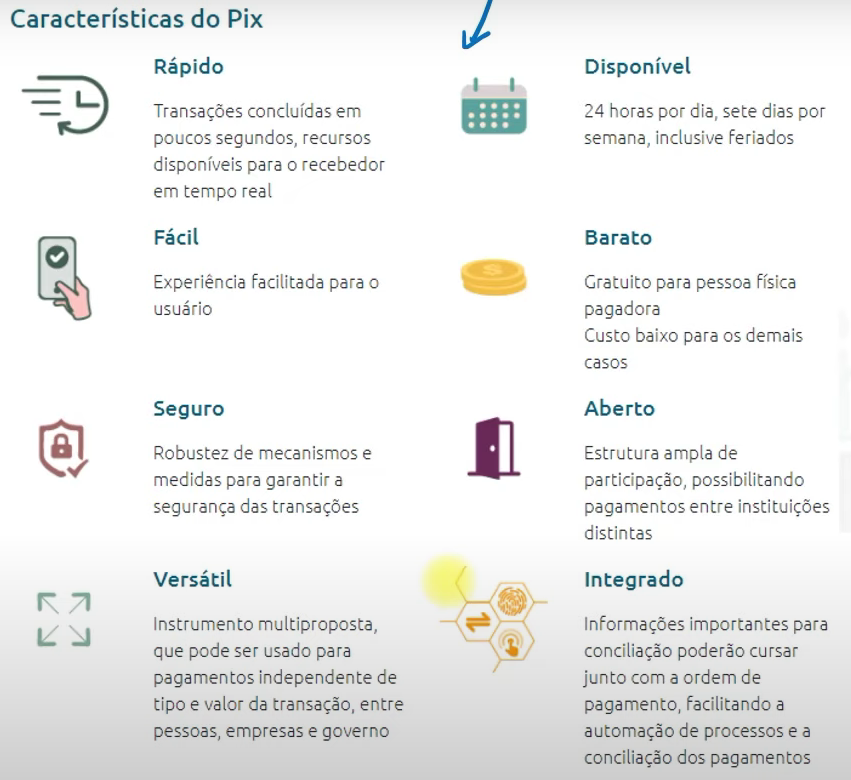 Características do Pix
Rápido
Transações concluídas em
poucos segundos, recursos
disponíveis para o recebedor
em tempo real
Disponível
24 horas por dia, sete dias por
semana, inclusive feriados
Fácil
Experiência facilitada para o
usuário
Barato
Gratuito para pessoa física
pagadora
Custo baixo para os demais
casos
Seguro
Robustez de mecanismos e
medidas para garantir a
segurança das transações
Aberto
Estrutura ampla de
participação, possibilitando
pagamentos entre instituições
distintas
Versátil
Instrumento multiproposta,
que pode ser usado para
pagamentos independente de
tipo e valor da transação, entre
pessoas, empresas e governo
Integrado
Informações importantes para
conciliação poderão cursar
junto com a ordem de
pagamento, facilitando a
automação de processos e a
conciliação dos pagamentos